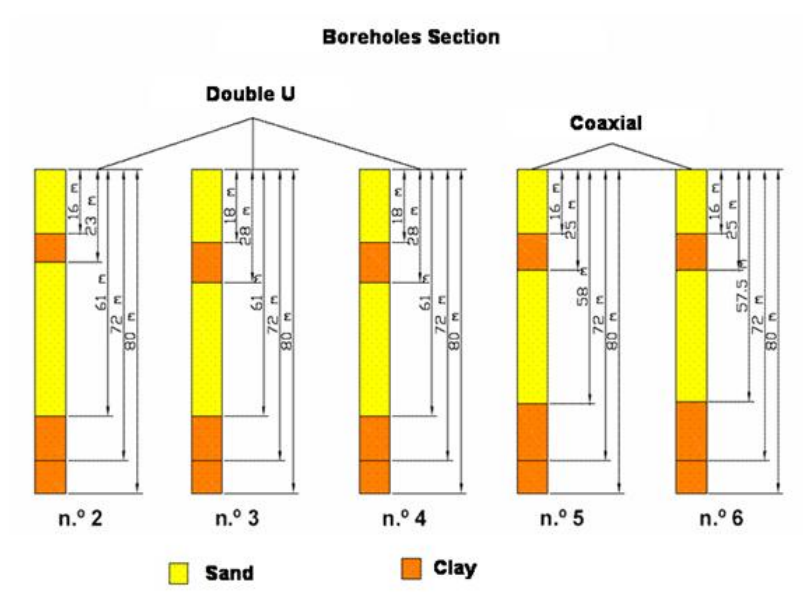 Boreholes Section
Double U
Coaxial
16 m
23 m
61 m
72 m
80 m
18 m
28 m
61 m
72 m
80 m
18 m
28 m
61 m
72 m
80 m
16 m
25 m
58 m
72 m
80 m
16 m
25 m
57.5 m
72 m
80 m
n.º 2
n.º 3
n.º 4
n.º 5
n.º 6
Sand
Clay